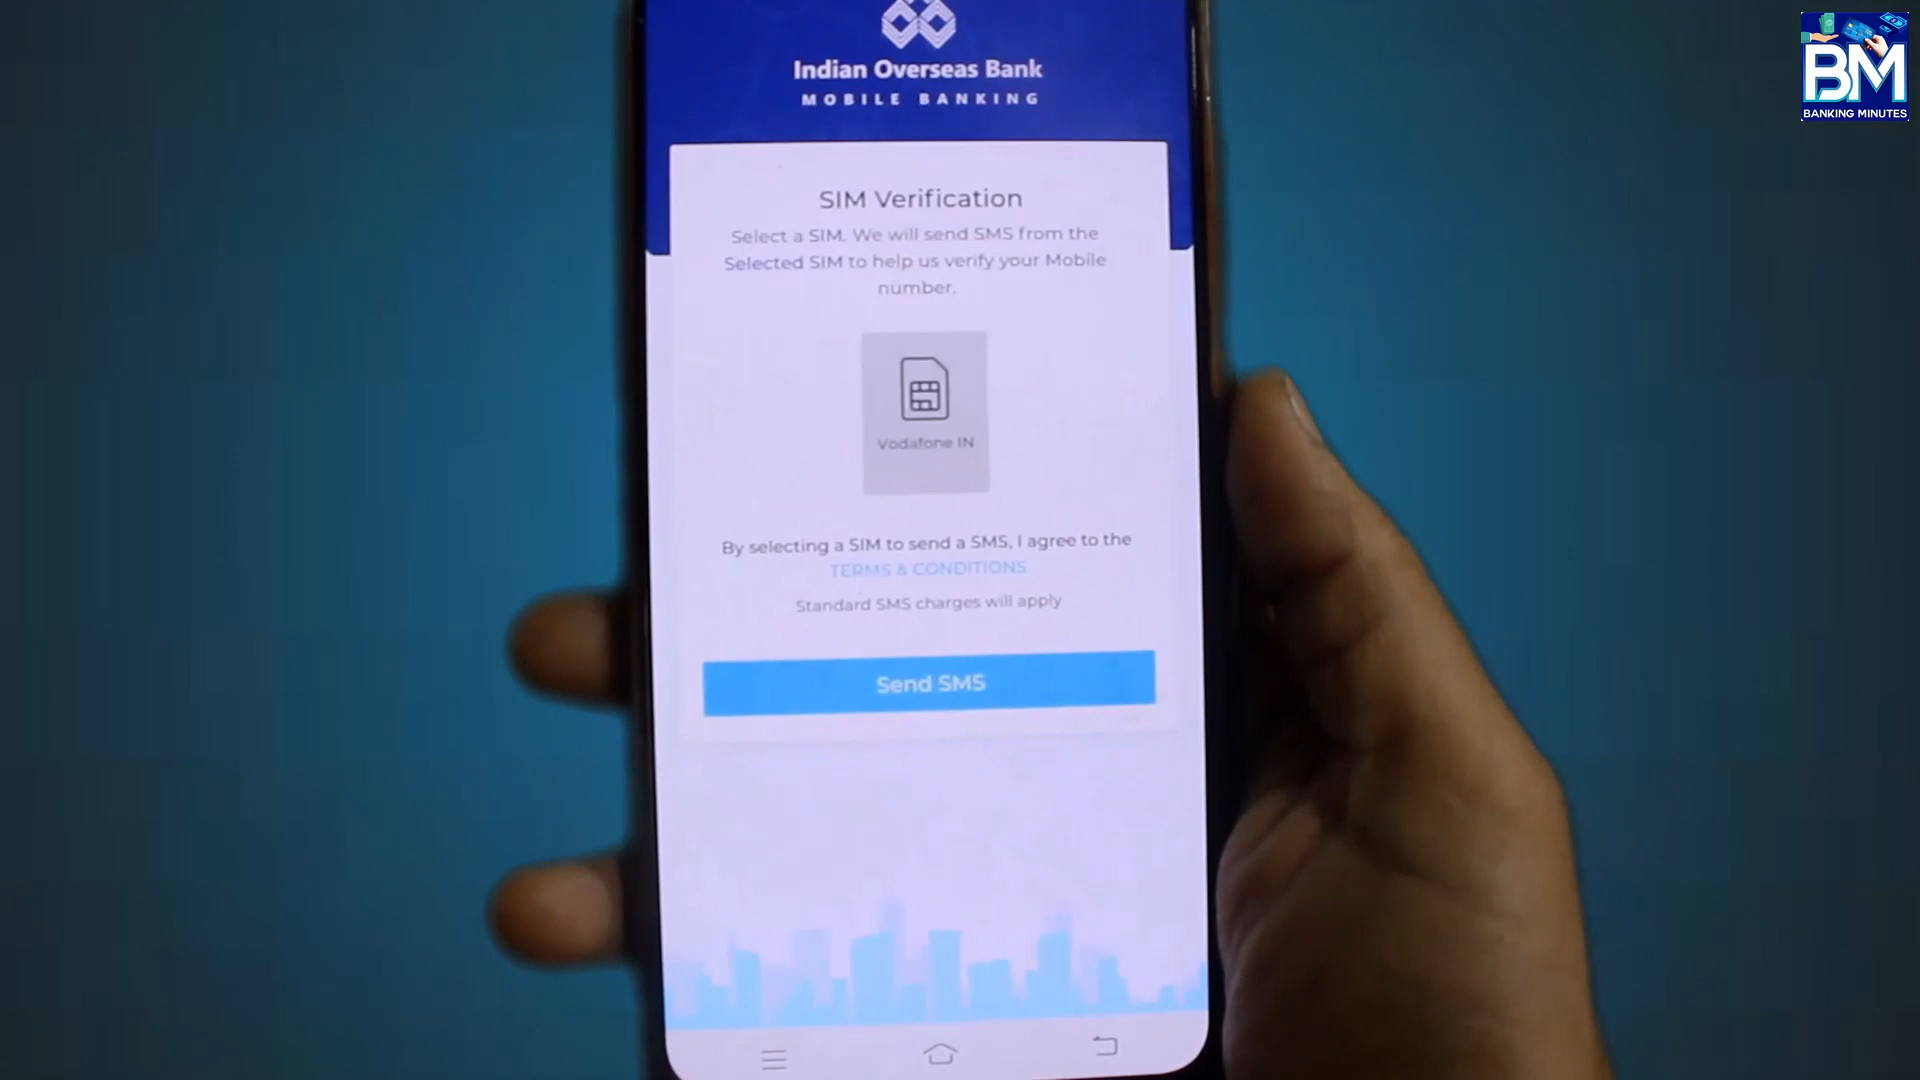 Indian Overseas Bank
MOBILE BANKING
SIM Verification
Select a SIM. We will send SMS from the
Selected SIM to help us verify your Mobile
number.
Vodafone IN
By selecting a SIM to send a SMS, I agree to the
TERMS & CONDITIONS
Standard SMS charges will apply
Send SMS
BM
BANKING MINUTES